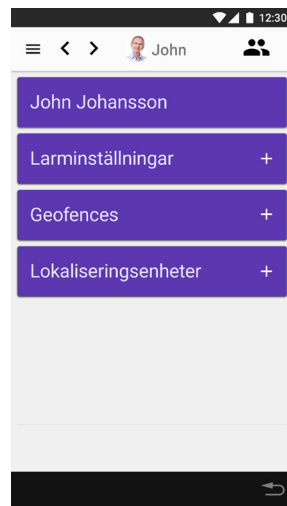 12:30
John
John Johansson
Larminställningar
Geofences
Lokaliseringsenheter